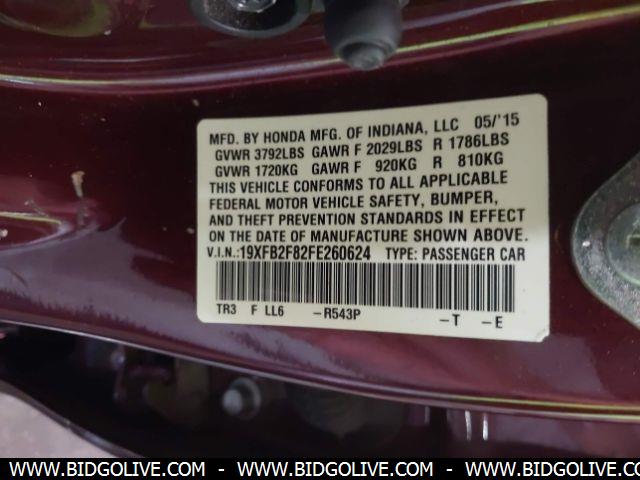 MFD. BY HONDA MFG. OF INDIANA, LLC 05/'15
GVWR 3792LBS GAWR F 2029LBS R 1786LBS
GVWR 1720KG GAWR F 920KG R 810KG
THIS VEHICLE CONFORMS TO ALL APPLICABLE
FEDERAL MOTOR VEHICLE SAFETY, BUMPER,
AND THEFT PREVENTION STANDARDS IN EFFECT
ON THE DATE OF MANUFACTURE SHOWN ABOVE.
V.I.N.:19XFB2F82FE260624 TYPE: PASSENGER CAR
TR3 F LL6 -R543P -T -E
WWW.BIDGOLIVE.COM - WWW.BIDGOLIVE.COM - WWW.BIDGOLIVE.COM